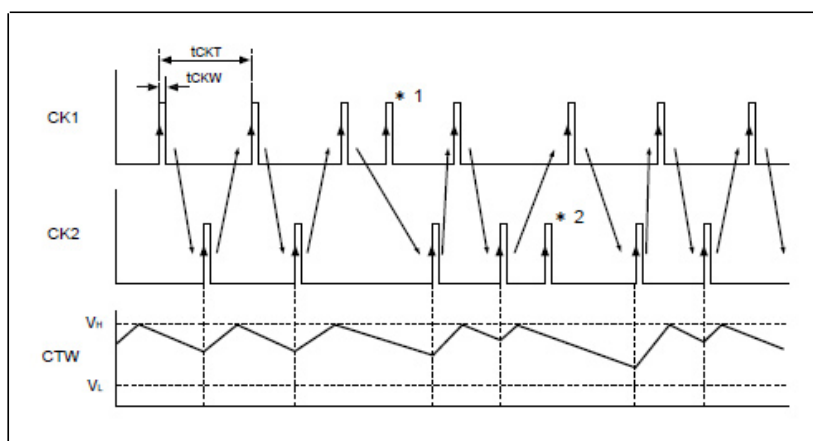 tCKT
tCKW
CK1
* 1
CK2
* 2
VH
CTW
VL